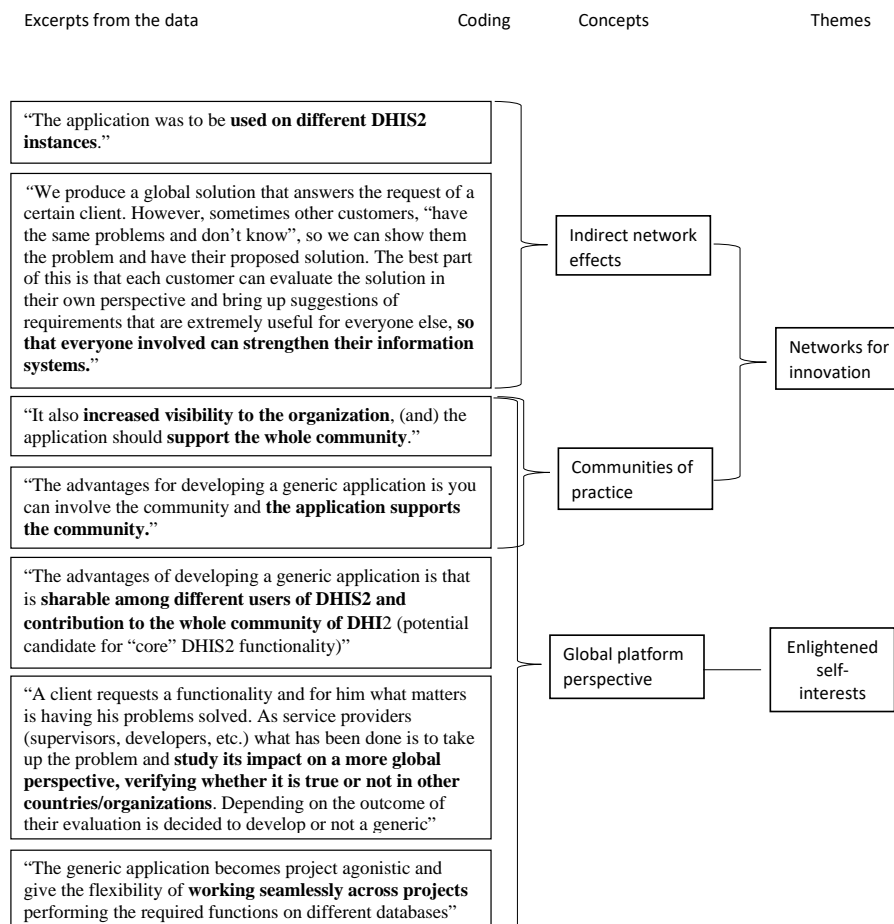 Excerpts from the data Coding Concepts Themes
“The application was to be used on different DHIS2
instances.”
“We produce a global solution that answers the request of a
certain client. However, sometimes other customers, “have
the same problems and don’t know”, so we can show them
the problem and have their proposed solution. The best
part of this is that each customer can evaluate the solution in
their own perspective and bring up suggestions of
requirements that are extremely useful for everyone else, so
that everyone involved can strengthen their information
systems.”
Indirect network
effects
Networks for
innovation
“It also increased visibility to the organization, (and) the
application should support the whole community.”
“The advantages for developing a generic application is you
can involve the community and the application supports
the community.”
Communities of
practice
“The advantages of developing a generic application is that
is sharable among different users of DHIS2 and
contribution to the whole community of DHI2 (potential
candidate for “core” DHIS2 functionality)”
Global platform
perspective
Enlightened
self-
interests
“A client requests a functionality and for him what matters
is having his problems solved. As service providers
(supervisors, developers, etc.) what has been done is to take
up the problem and study its impact on a more global
perspective, verifying whether it is true or not in other
countries/organizations. Depending on the outcome of
their evaluation is decided to develop or not a generic”
“The generic application becomes project agonistic and
give the flexibility of working seamlessly across projects
performing the required functions on different databases”